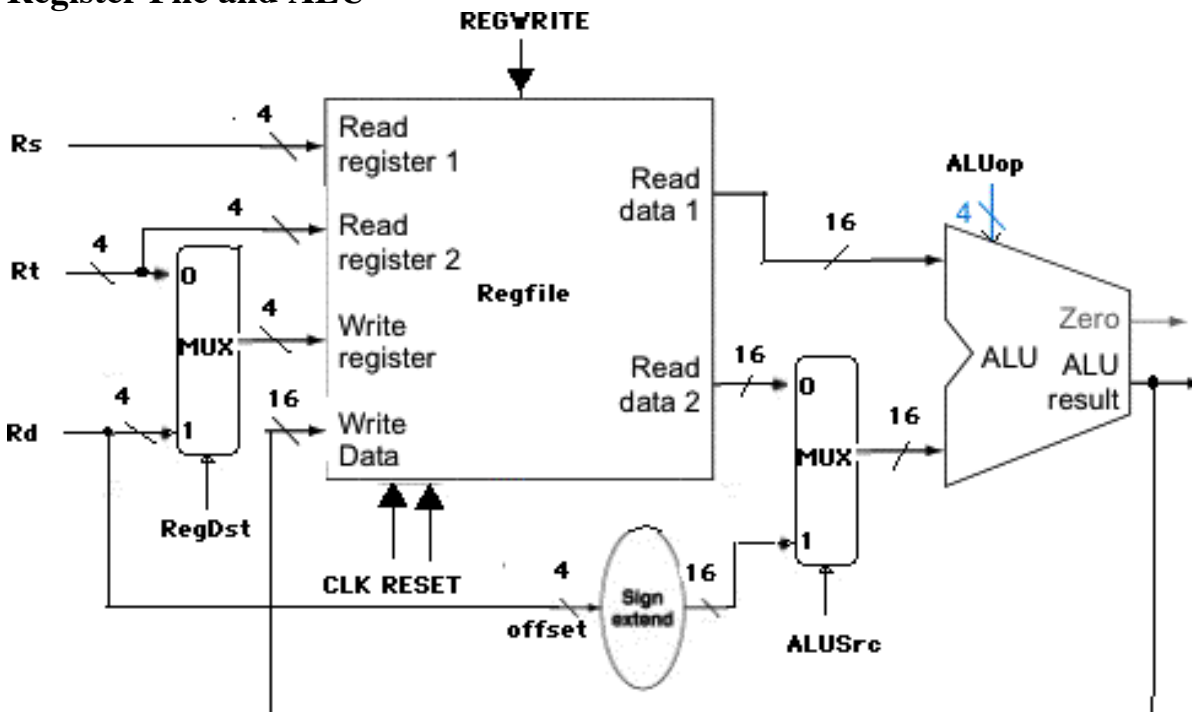 Register File and ALU
REGWRITE
4
Rs
Read
register 1
Read
data 1
ALUop
4
16
4
Read
register 2
4
Rt
0
Regfile
4
Write
register
MUX
Zero
ALU
ALU
result
16
Read
data 2
0
4
16
Rd
1
Write
Data
16
MUX
RegDst
1
CLK RESET
4
16
Sign
extend
offset
ALUSrc